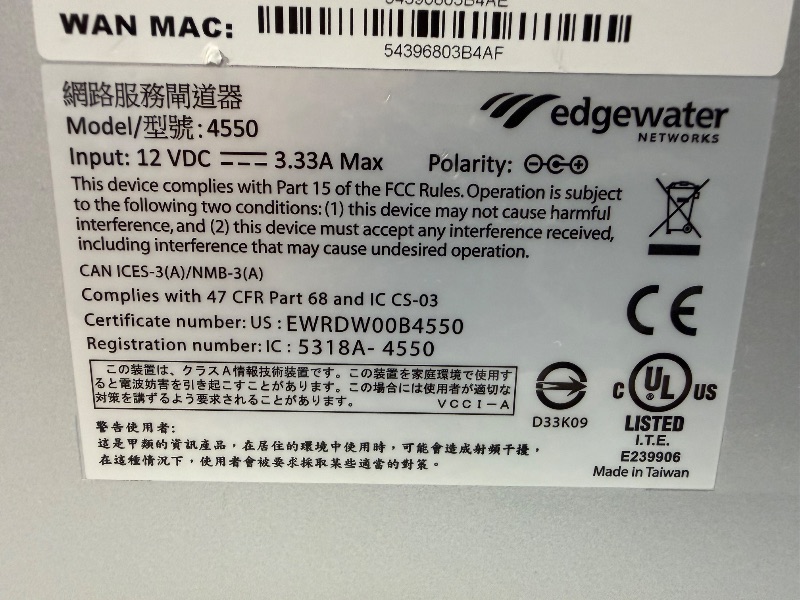 54396803B4AE
WAN MAC:
54396803B4AF
網路服務閘道器
Model/型號: 4550
edgewater
NETWORKS
Input: 12 VDC 3.33A Max Polarity:
This device complies with Part 15 of the FCC Rules. Operation is subject
to the following two conditions: (1) this device may not cause harmful
interference, and (2) this device must accept any interference received,
including interference that may cause undesired operation.
CAN ICES-3(A)/NMB-3(A)
Complies with 47 CFR Part 68 and IC CS-03
Certificate number: US : EWRDW00B4550
Registration number: IC : 5318A- 4550
CE
この装置は、クラスA情報技術装置です。この装置を家庭環境で使用す
ると電波妨害を引き起こすことがあります。この場合には使用者が適切な
対策を講ずるよう要求されることがあります。 VCCI-A
D33K09
C UL US
®
LISTED
I.T.E.
E239906
Made in Taiwan
警告使用者:
這是甲類的資訊產品，在居住的環境中使用時，可能會造成射頻干擾，
在這種情況下，使用者會被要求採取某些適當的對策。